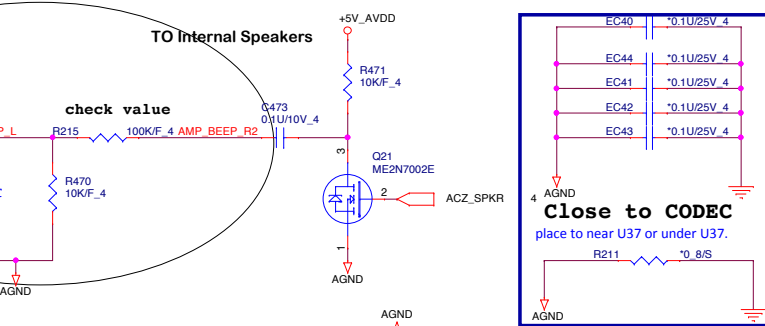 TO Internal Speakers
+5V_AVDD
R471
10K/F_4
check value
C473
0.1U/10V_4
P_L
R215
100K/F_4
AMP_BEEP_R2
R470
10K/F_4
3
Q21
ME2N7002E
2
ACZ_SPKR
1
AGND
AGND
AGND
EC40
*0.1U/25V_4
EC44
*0.1U/25V_4
EC41
*0.1U/25V_4
EC42
*0.1U/25V_4
EC43
*0.1U/25V_4
AGND
4
Close to CODEC
place to near U37 or under U37.
R211
*0_8/S
AGND